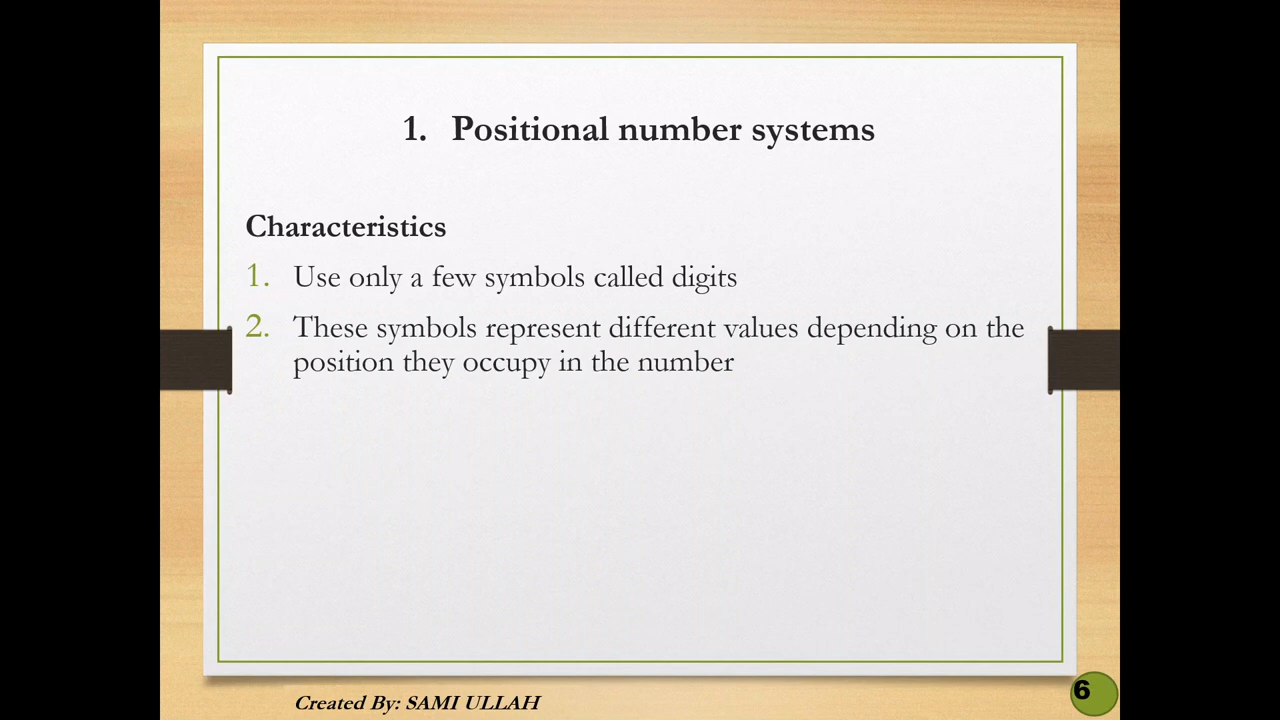 1. Positional number systems
Characteristics
1. Use only a few symbols called digits
2. These symbols represent different values depending on the
position they occupy in the number
Created By: SAMI ULLAH
6